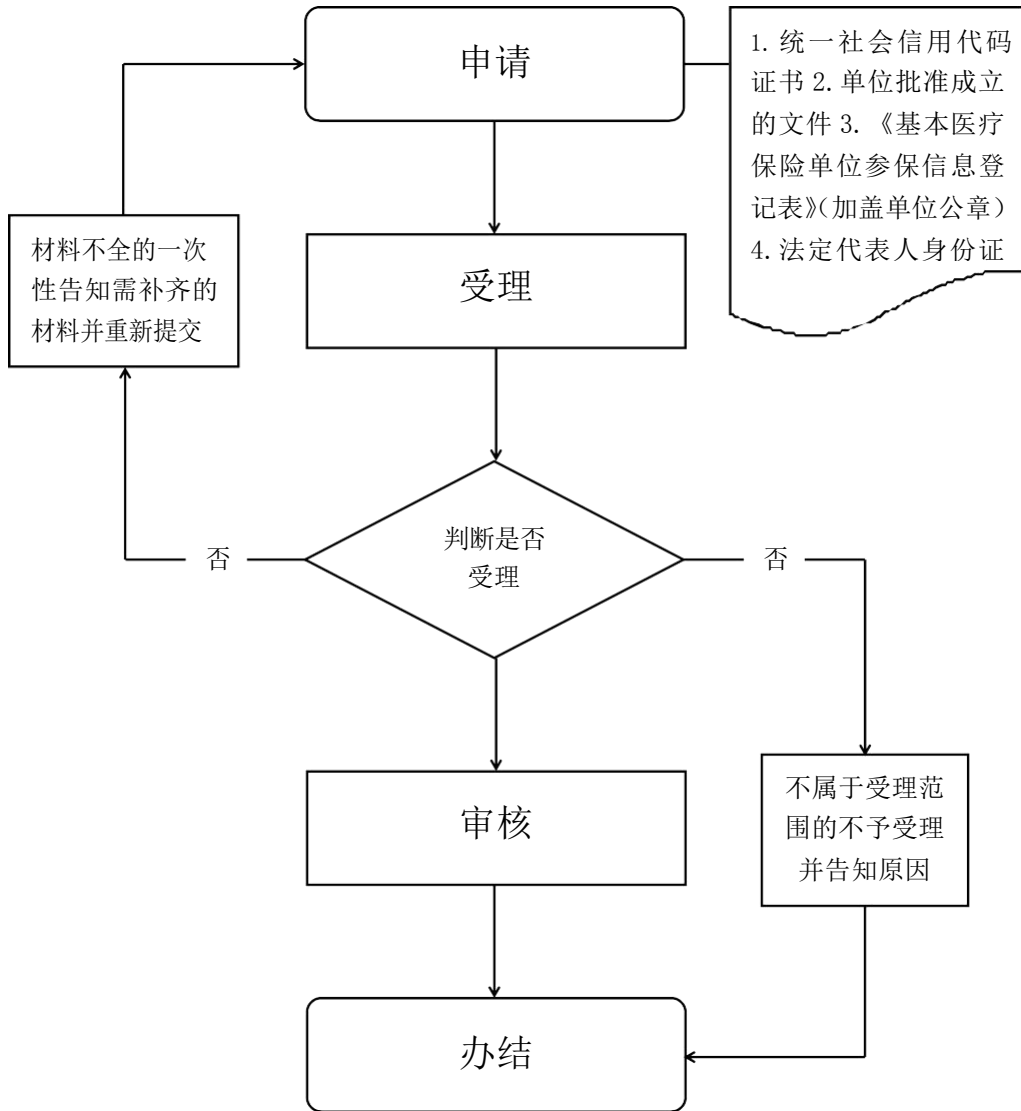 申请
1.统一社会信用代码
证书 2.单位批准成立
的文件 3.《基本医疗
保险单位参保信息登
记表》（加盖单位公章）
4.法定代表人身份证
材料不全的一次
性告知需补齐的
材料并重新提交
受理
判断是否
受理
否
否
审核
不属于受理范
围的不予受理
并告知原因
办结